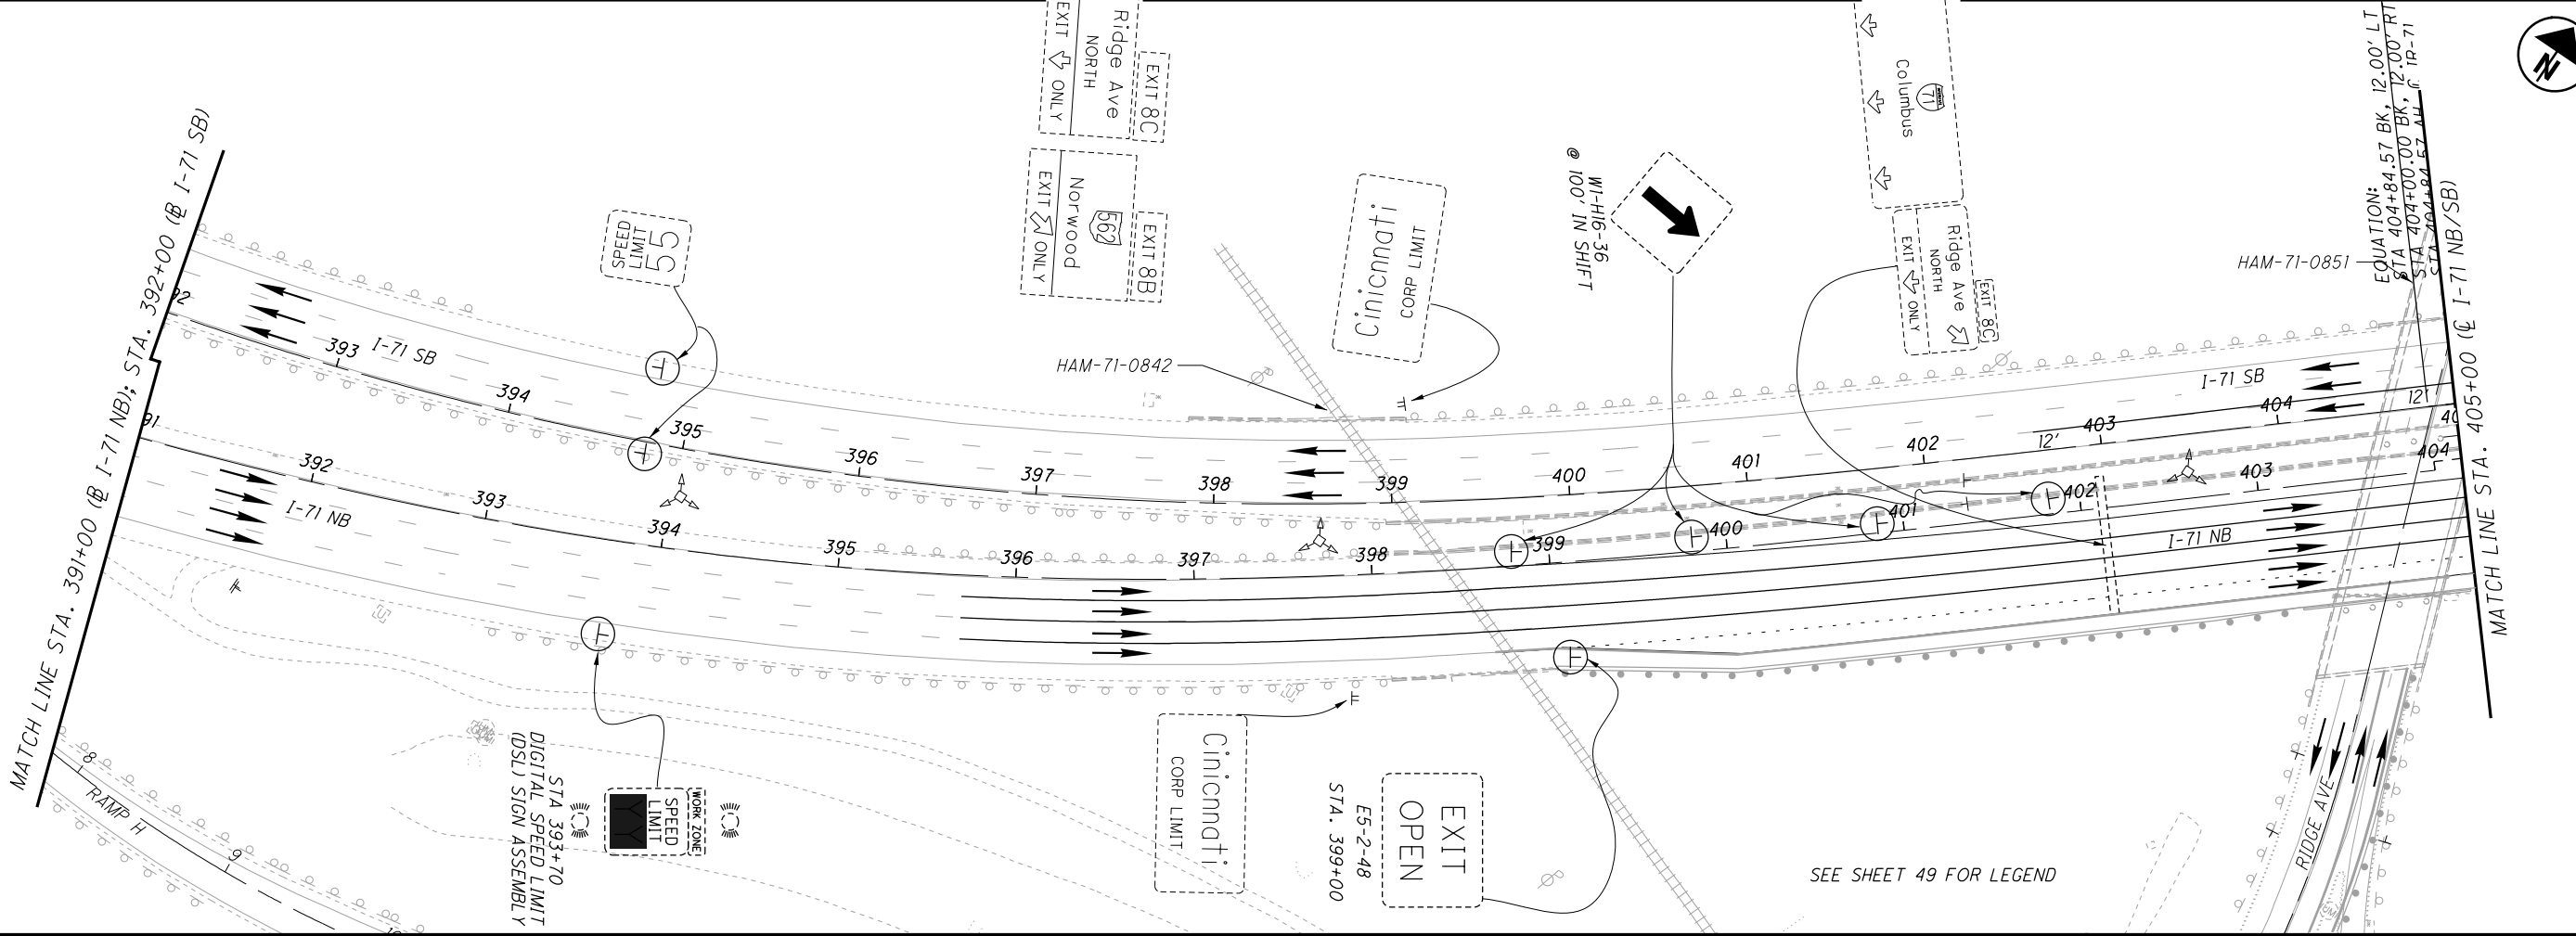 MATCH LINE STA. 391+00 (℄ I-71 NB); STA. 392+00 (℄ I-71 SB)
SPEED
LIMIT
55
Ridge Ave
NORTH
EXIT ONLY
EXIT 8C
562
Norwood
EXIT ONLY
EXIT 8B
HAM-71-0842
Cinicnnati
CORP LIMIT
W1-H16-36
@ 100' IN SHIFT
71
Columbus
EXIT 8C
Ridge Ave
NORTH
EXIT ONLY
HAM-71-0851
EQUATION:
STA 404+84.57 BK, 12.00' LT
STA 404+00.00 BK, 12.00' RT
MATCH LINE STA. 405+00 (℄ I-71 NB/SB)
N
I-71 SB
393
394
395
396
397
398
399
400
401
402
403
404
12'
12'
I-71 SB
I-71 NB
392
393
394
395
396
397
398
399
400
401
402
403
404
I-71 NB
8
RAMP H
9
STA 393+70
DIGITAL SPEED LIMIT
(DSL) SIGN ASSEMBLY
WORK ZONE
SPEED
LIMIT
YY
Cinicnnati
CORP LIMIT
EXIT
OPEN
E5-2-48
STA. 399+00
SEE SHEET 49 FOR LEGEND
RIDGE AVE